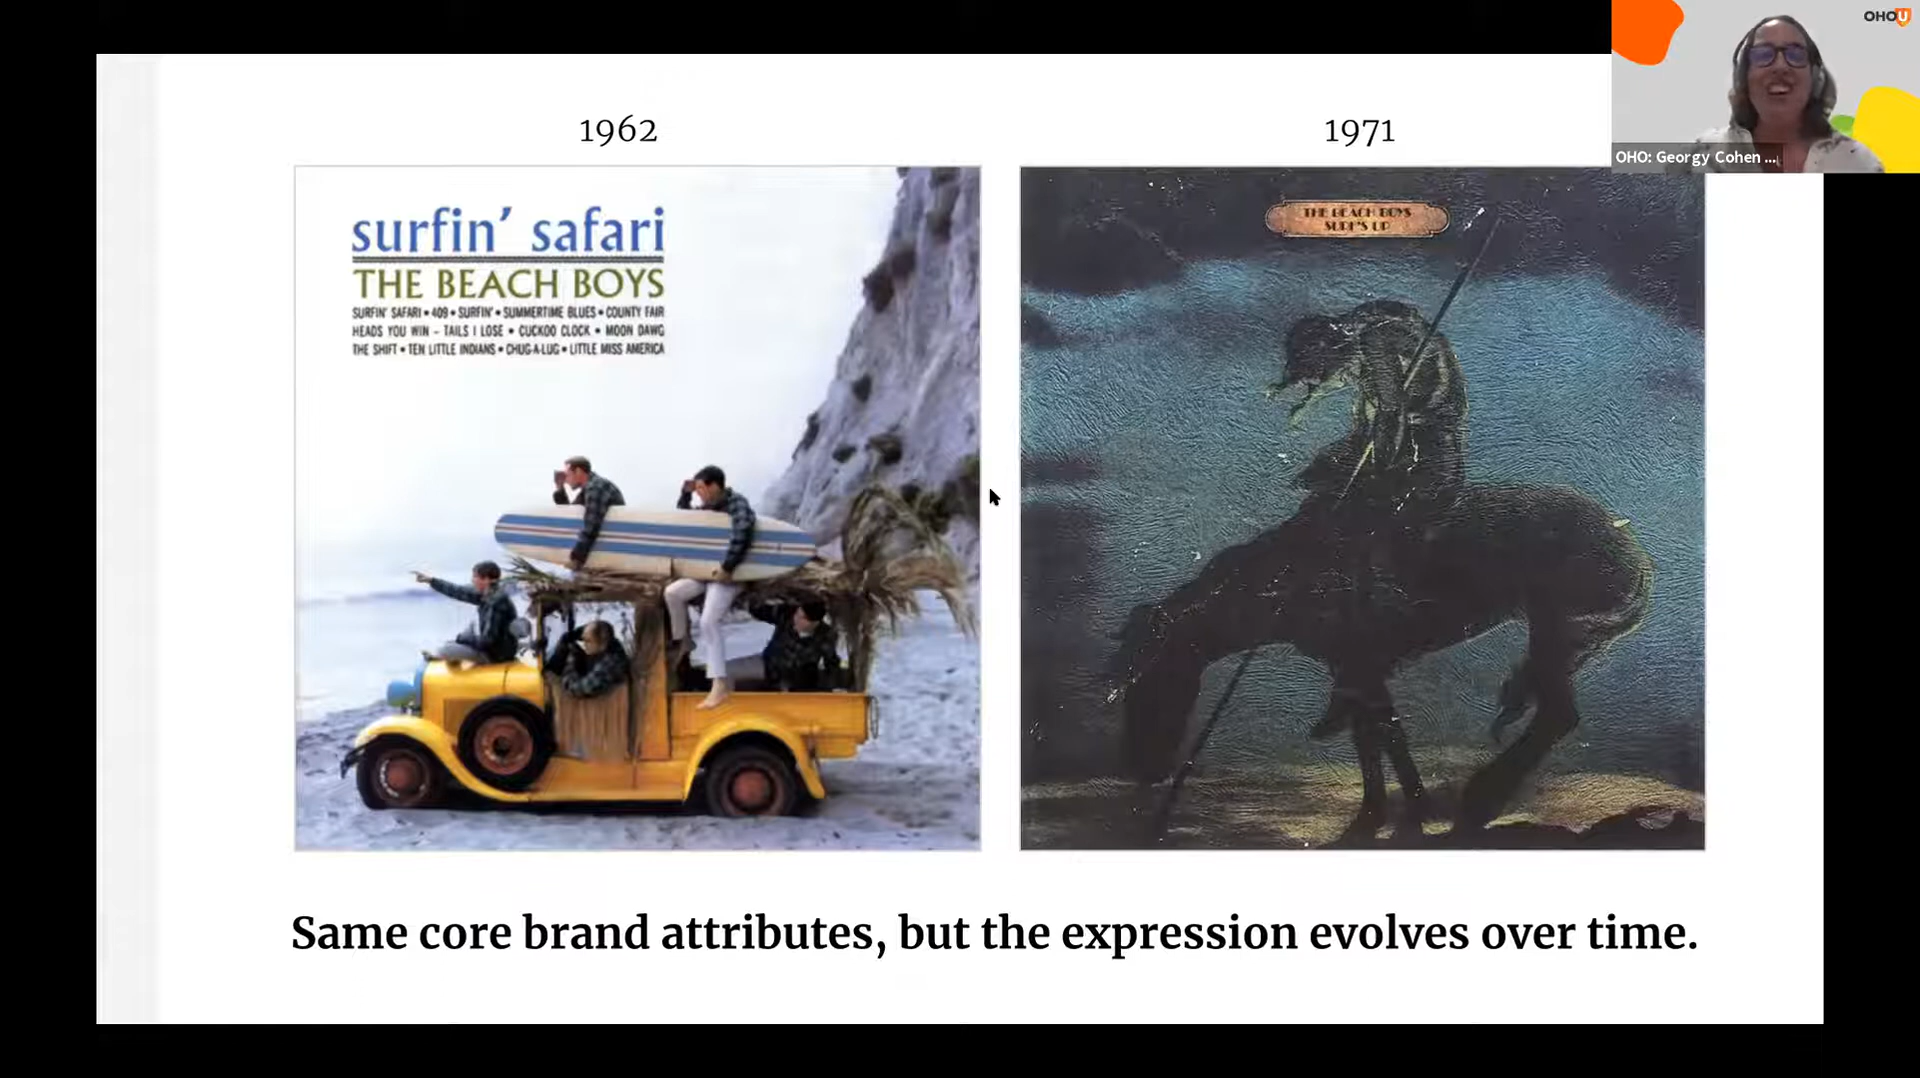 OHO U
OHO: Georgy Cohen ...
1962
1971
surfin' safari
THE BEACH BOYS
SURFIN' SAFARI • 409 • SURFIN' • SUMMERTIME BLUES • COUNTY FAIR
HEADS YOU WIN – TAILS I LOSE • CUCKOO CLOCK • MOON DAWG
THE SHIFT • TEN LITTLE INDIANS • CHUG-A-LUG • LITTLE MISS AMERICA
THE BEACH BOYS
SURF'S UP
Same core brand attributes, but the expression evolves over time.